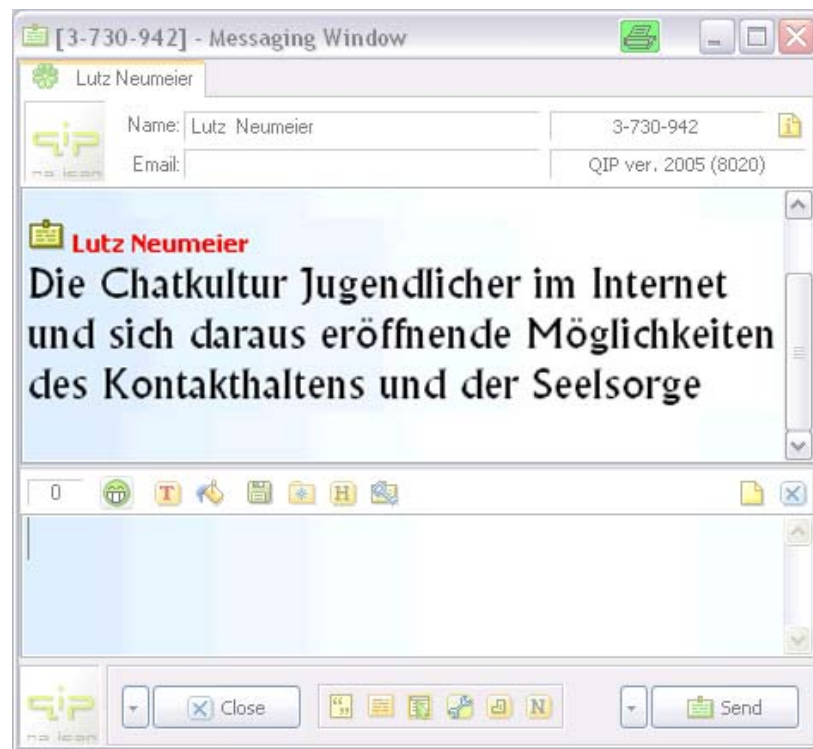 [3-730-942] - Messaging Window
Lutz Neumeier
Name: Lutz Neumeier 3-730-942
Email: QIP ver. 2005 (8020)
qip
Lutz Neumeier
Die Chatkultur Jugendlicher im Internet
und sich daraus eröffnende Möglichkeiten
des Kontakthaltens und der Seelsorge
0 T H
Close N Send
qip